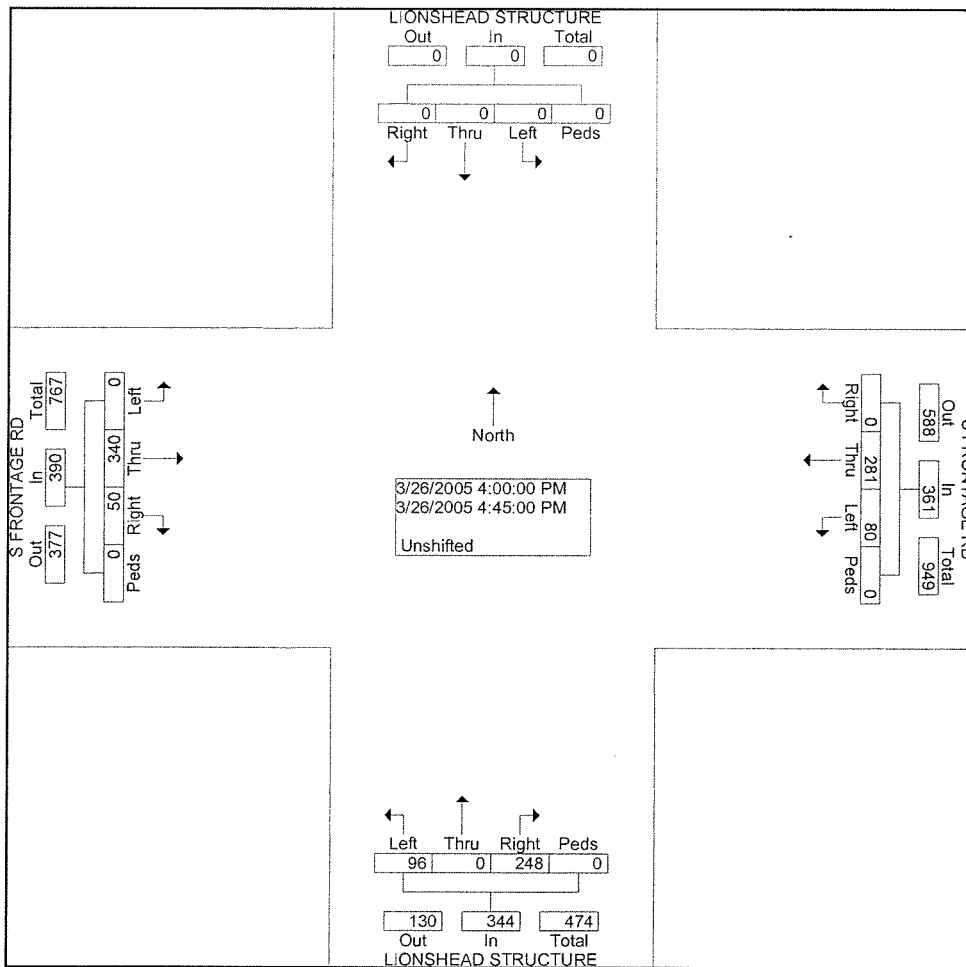 LIONSHEAD STRUCTURE
Out In Total
0 0 0
0 0 0 0
Right Thru Left Peds
S FRONTAGE RD
Total In Out
767 390 377
0 340 50 0
Left Thru Right Peds
North
3/26/2005 4:00:00 PM
3/26/2005 4:45:00 PM
Unshifted
Right Thru Left Peds
0 281 80 0
588 361 949
Out In Total
FRONTAGE RD
Left Thru Right Peds
96 0 248 0
130 344 474
Out In Total
LIONSHEAD STRUCTURE